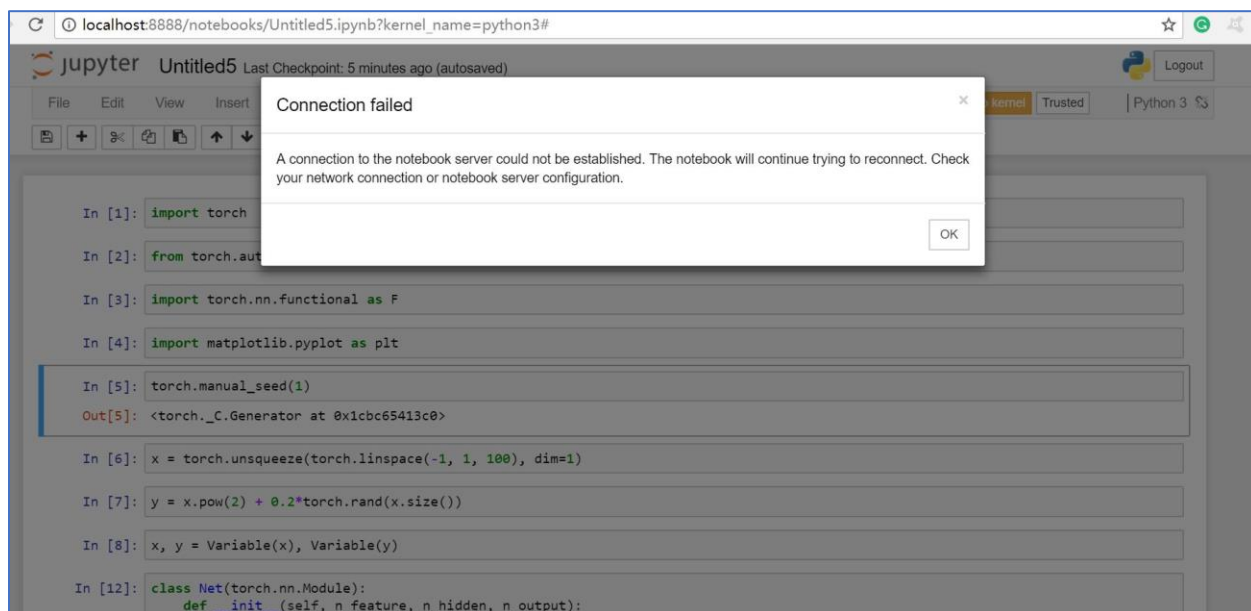 localhost:8888/notebooks/Untitled5.ipynb?kernel_name=python3#
jupyter Untitled5 Last Checkpoint: 5 minutes ago (autosaved)
Logout
File Edit View Insert
kernel Trusted Python 3
Connection failed
A connection to the notebook server could not be established. The notebook will continue trying to reconnect. Check
your network connection or notebook server configuration.
OK
In [1]: import torch
In [2]: from torch.aut
In [3]: import torch.nn.functional as F
In [4]: import matplotlib.pyplot as plt
In [5]: torch.manual_seed(1)
Out[5]: <torch._C.Generator at 0x1cbc65413c0>
In [6]: x = torch.unsqueeze(torch.linspace(-1, 1, 100), dim=1)
In [7]: y = x.pow(2) + 0.2*torch.rand(x.size())
In [8]: x, y = Variable(x), Variable(y)
In [12]: class Net(torch.nn.Module):
def __init__(self, n_feature, n_hidden, n_output):